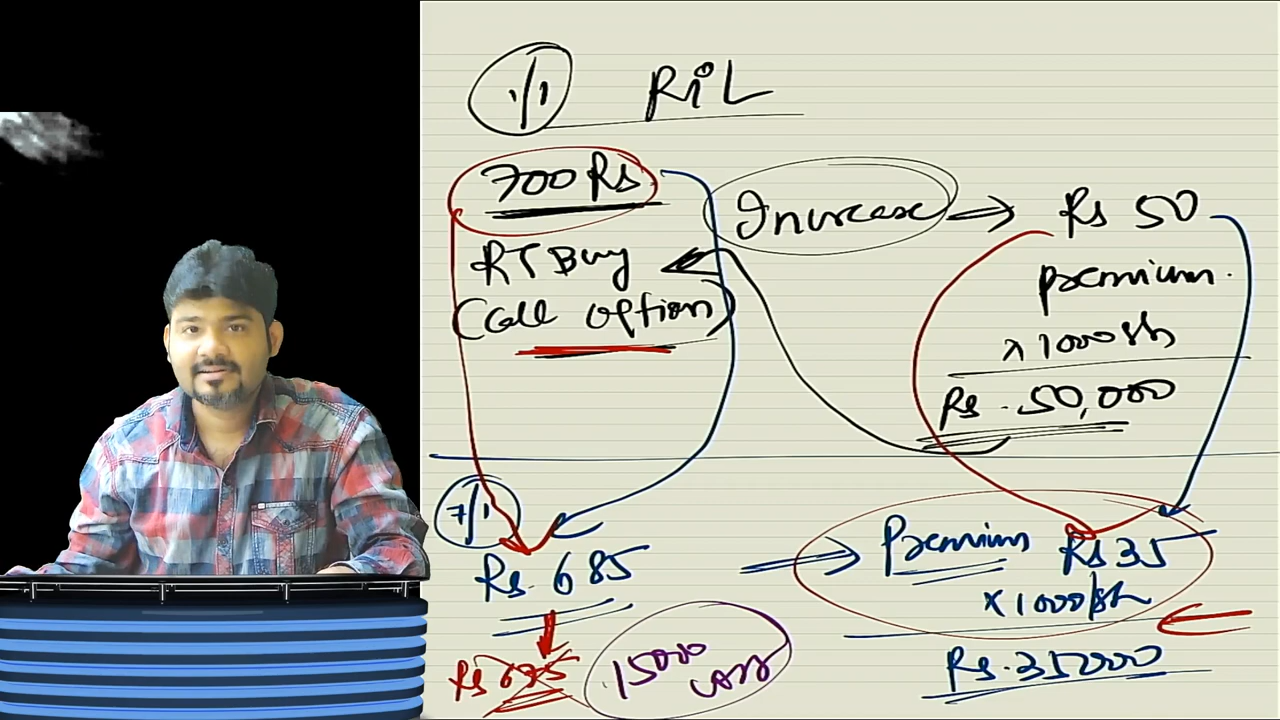 1/1 RiL
700 Rs. Increase ⇒ Rs 50
RT Buy premium.
(Call option) x 1000 sh
Rs. 50,000
7/1
Rs. 685 ⇒ Premium Rs 35
x 1000/sh
Rs. 35000
15000 loss